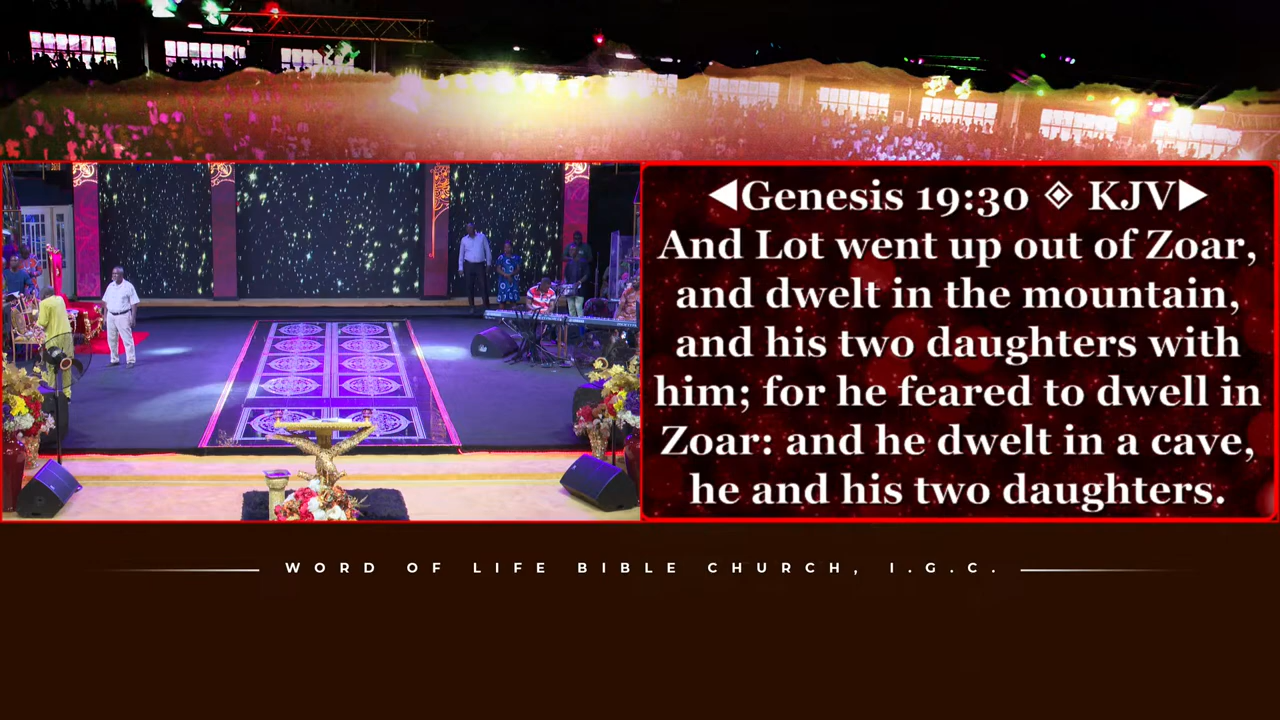 ◀Genesis 19:30 ◈ KJV▶
And Lot went up out of Zoar,
and dwelt in the mountain,
and his two daughters with
him; for he feared to dwell in
Zoar: and he dwelt in a cave,
he and his two daughters.
WORD OF LIFE BIBLE CHURCH, I.G.C.